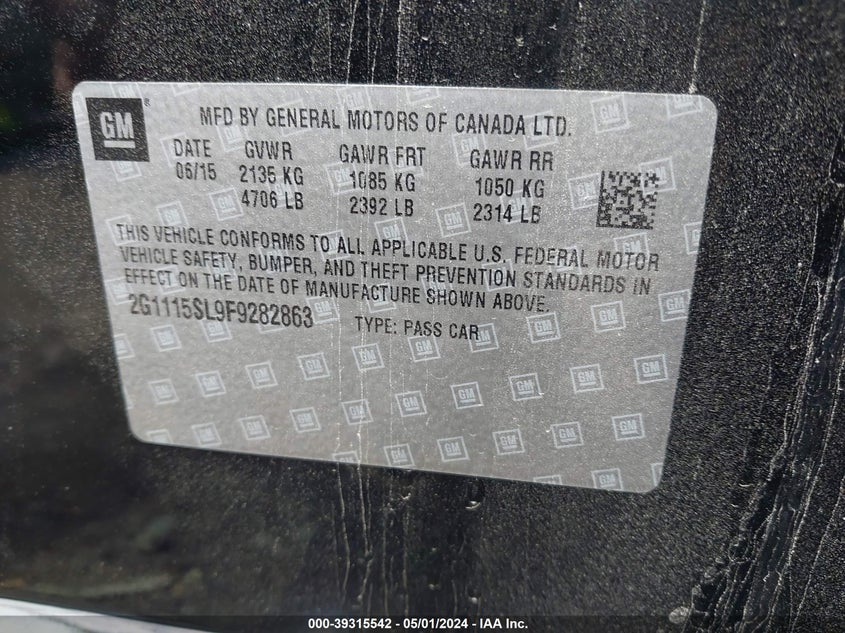 GM ® MFD BY GENERAL MOTORS OF CANADA LTD.
DATE GVWR GAWR FRT GAWR RR
06/15 2135 KG 1085 KG 1050 KG
4706 LB 2392 LB 2314 LB
THIS VEHICLE CONFORMS TO ALL APPLICABLE U.S. FEDERAL MOTOR
VEHICLE SAFETY, BUMPER, AND THEFT PREVENTION STANDARDS IN
EFFECT ON THE DATE OF MANUFACTURE SHOWN ABOVE.
2G1115SL9F9282863 TYPE: PASS CAR
000-39315542 - 05/01/2024 - IAA Inc.